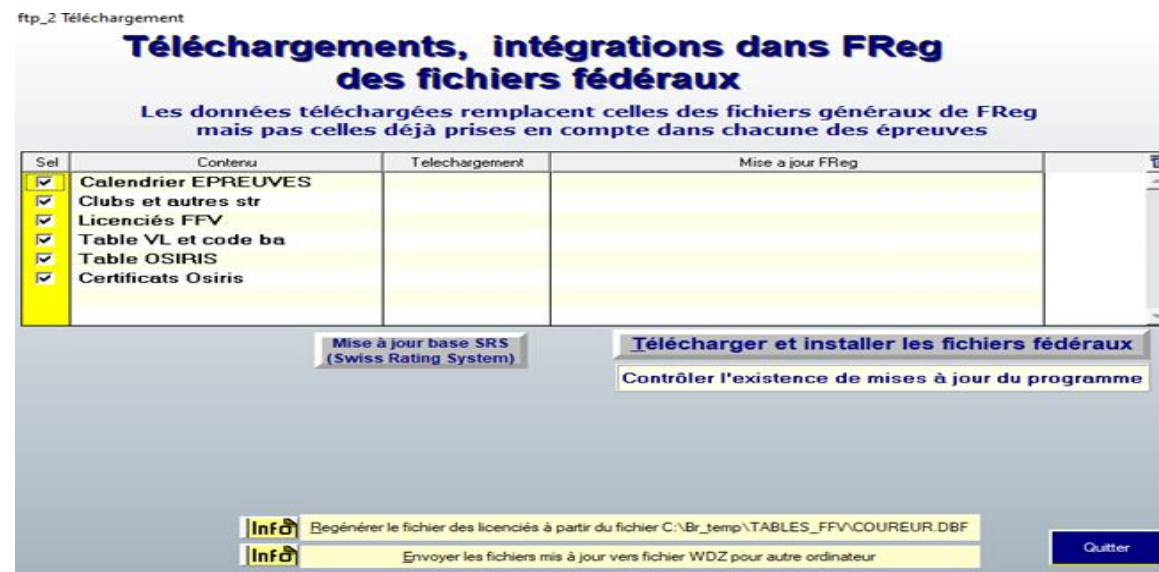 ftp_2 Téléchargement
Téléchargements, intégrations dans FReg
des fichiers fédéraux
Les données téléchargées remplacent celles des fichiers généraux de FReg
mais pas celles déjà prises en compte dans chacune des épreuves
Sel Contenu Telechargement Mise a jour FReg
Calendrier EPREUVES
Clubs et autres str
Licenciés FFV
Table VL et code ba
Table OSIRIS
Certificats Osiris
Mise à jour base SRS
(Swiss Rating System)
Télécharger et installer les fichiers fédéraux
Contrôler l'existence de mises à jour du programme
Info Regénérer le fichier des licenciés à partir du fichier C:\Br_temp\TABLES_FFV\COUREUR.DBF
Info Envoyer les fichiers mis à jour vers fichier WDZ pour autre ordinateur
Quitter